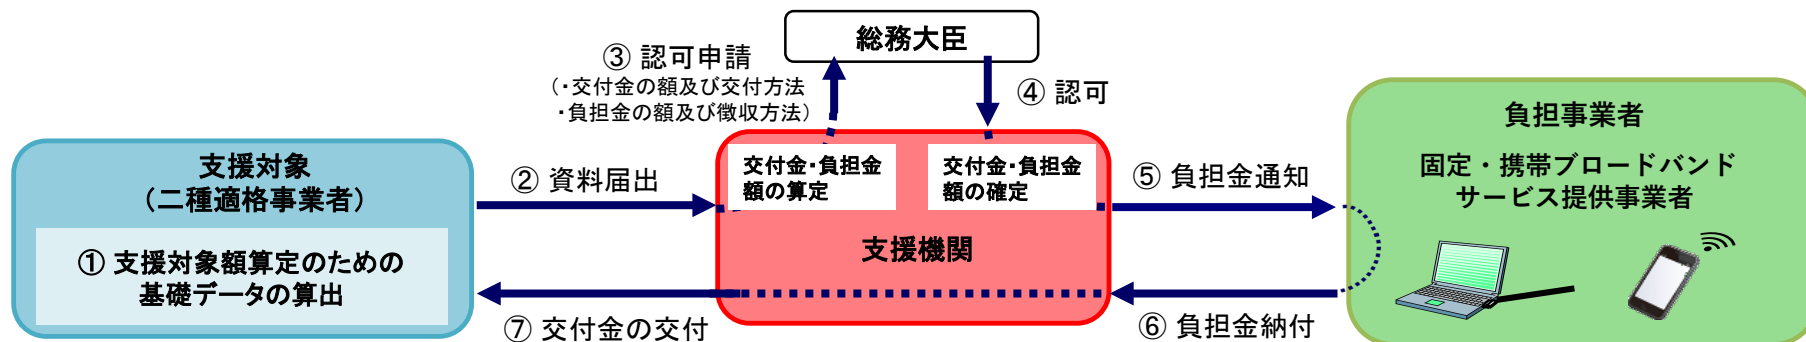 総務大臣
③ 認可申請
(・交付金の額及び交付方法
・負担金の額及び徴収方法)
④ 認可
支援対象
(二種適格事業者)
① 支援対象額算定のための
基礎データの算出
② 資料届出
交付金・負担金
額の算定
交付金・負担金
額の確定
支援機関
⑤ 負担金通知
負担事業者
固定・携帯ブロードバンド
サービス提供事業者
⑦ 交付金の交付
⑥ 負担金納付